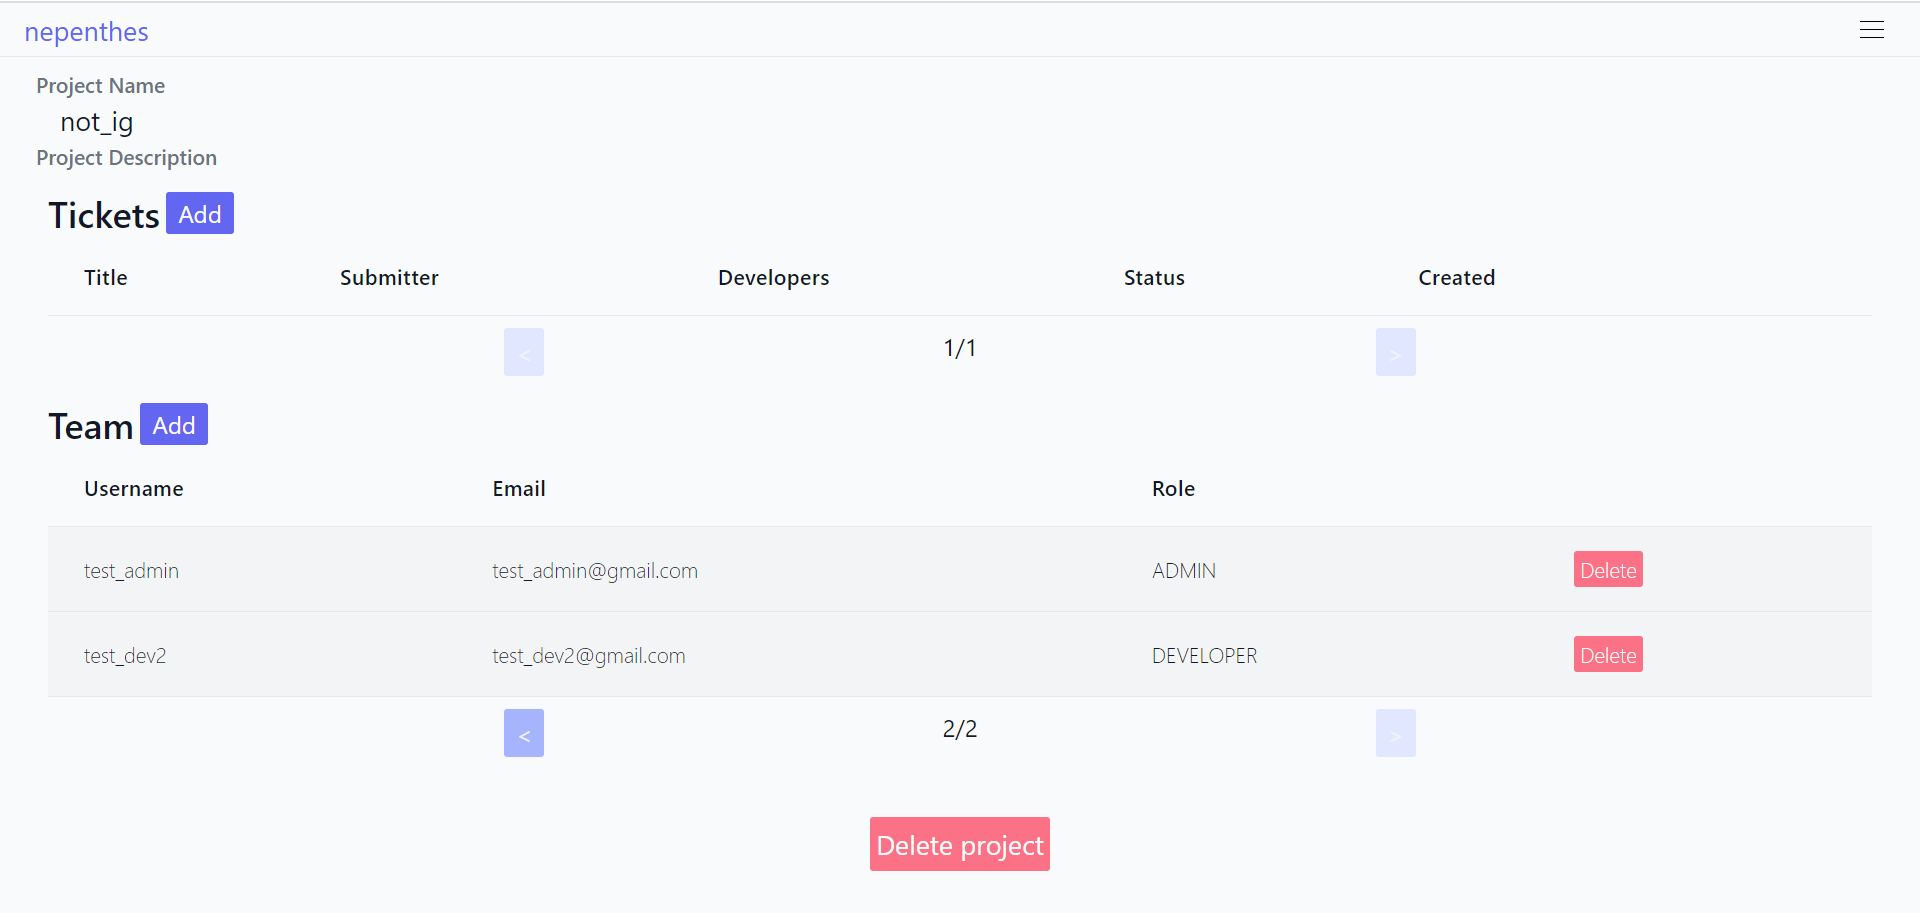 nepenthes
Project Name
not_ig
Project Description
Tickets Add
Title Submitter Developers Status Created
< 1/1 >
Team Add
Username Email Role
test_admin test_admin@gmail.com ADMIN Delete
test_dev2 test_dev2@gmail.com DEVELOPER Delete
< 2/2 >
Delete project